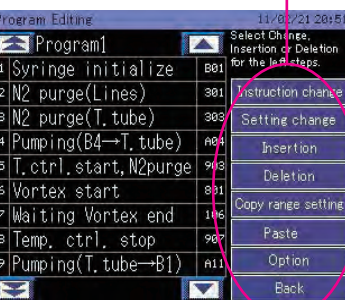 Program Editing 11/02/21 20:51
Program1
Select Change,
Insertion or Deletion
for the left steps.
1 Syringe initialize B01
2 N2 purge(Lines) 301
3 N2 purge(T.tube) 303
4 Pumping(B4→T.tube) A04
5 T.ctrl.start,N2purge 903
6 Vortex start 801
7 Waiting Vortex end 106
8 Temp. ctrl. stop 907
9 Pumping(T.tube→B1) A11
Instruction change
Setting change
Insertion
Deletion
Copy range setting
Paste
Option
Back